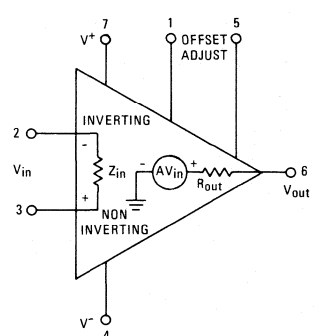 7
V+
1
OFFSET
ADJUST
5
INVERTING
2
-
Vin
Zin
-
AVin
+
Rout
6
Vout
3
+
NON
INVERTING
V-
4